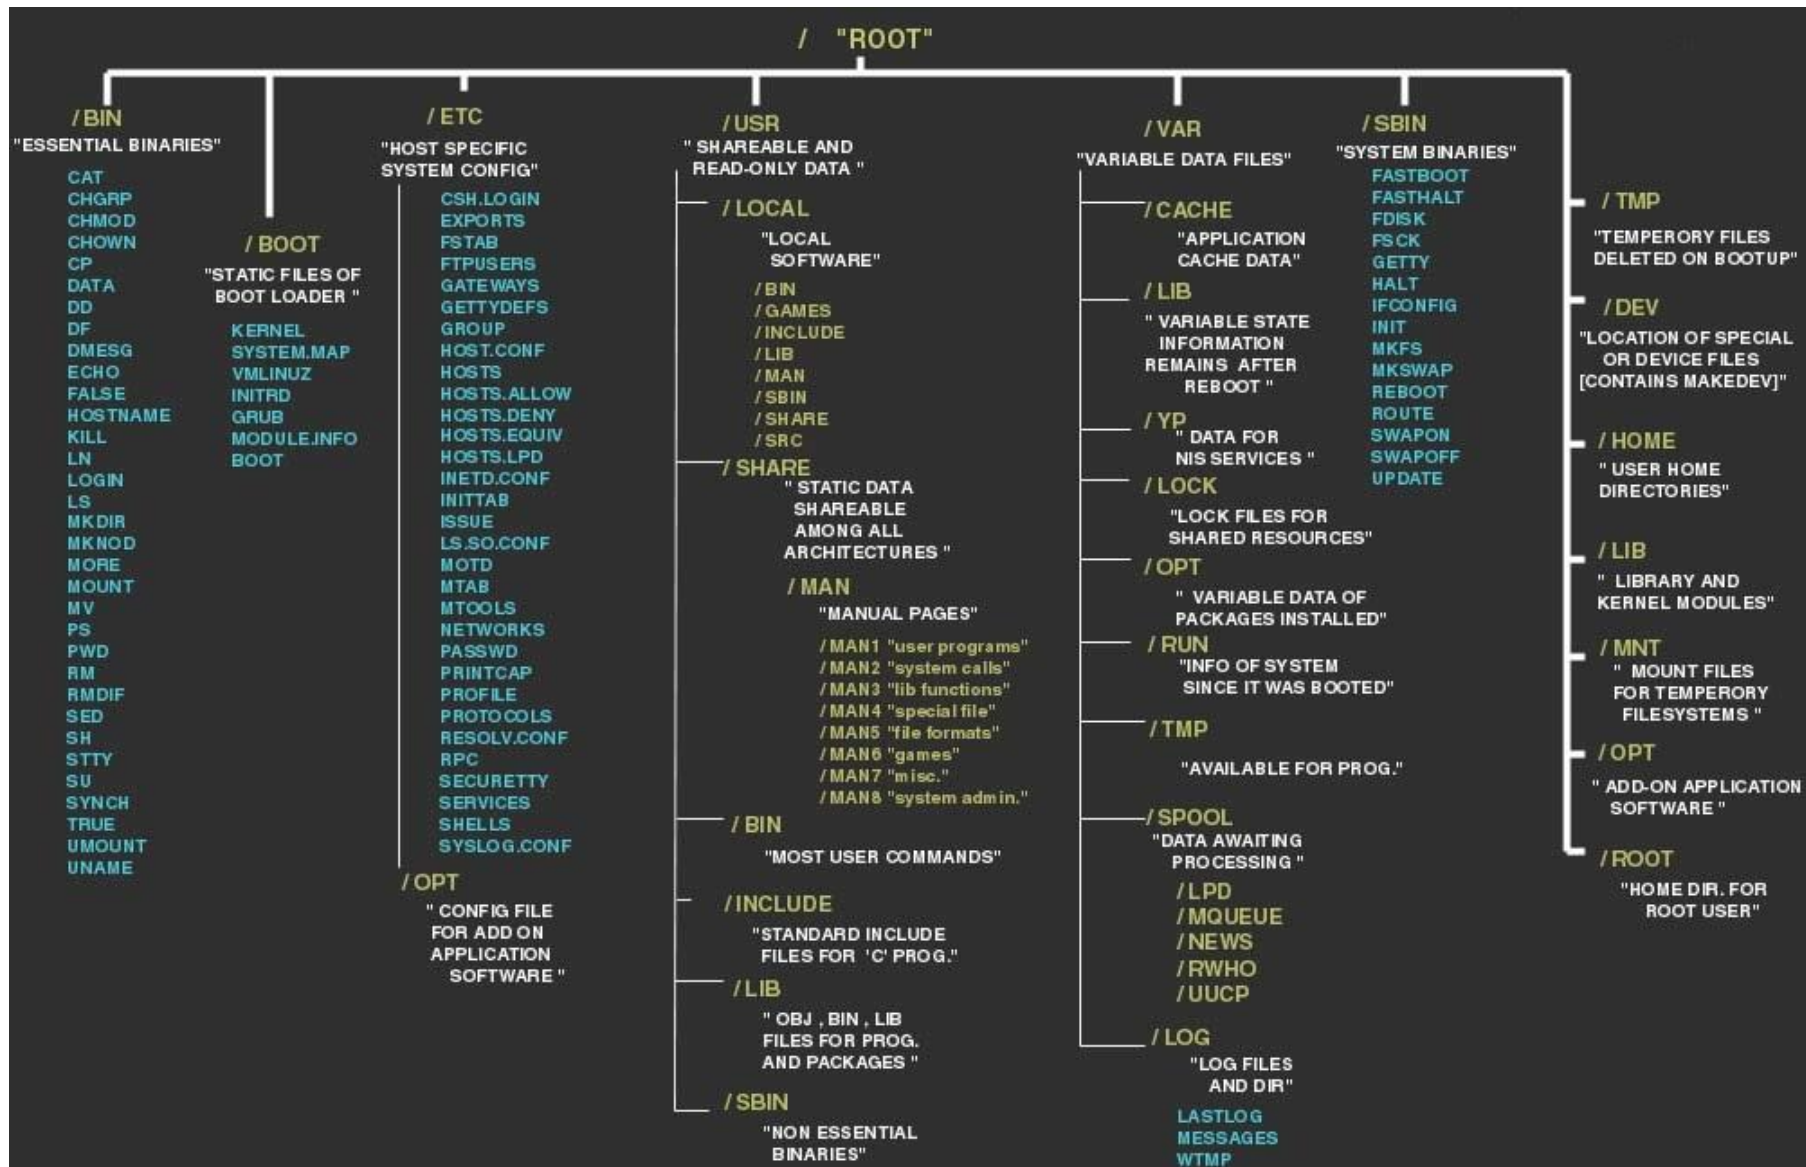 / "ROOT"
/BIN
"ESSENTIAL BINARIES"
CAT
CHGRP
CHMOD
CHOWN
CP
DATA
DD
DF
DMESG
ECHO
FALSE
HOSTNAME
KILL
LN
LOGIN
LS
MKDIR
MKNOD
MORE
MOUNT
MV
PS
PWD
RM
RMDIF
SED
SH
STTY
SU
SYNCH
TRUE
UMOUNT
UNAME
/BOOT
"STATIC FILES OF
BOOT LOADER "
KERNEL
SYSTEM.MAP
VMLINUZ
INITRD
GRUB
MODULE.INFO
BOOT
/ETC
"HOST SPECIFIC
SYSTEM CONFIG"
CSH.LOGIN
EXPORTS
FSTAB
FTPUSERS
GATEWAYS
GETTYDEFS
GROUP
HOST.CONF
HOSTS
HOSTS.ALLOW
HOSTS.DENY
HOSTS.EQUIV
HOSTS.LPD
INETD.CONF
INITTAB
ISSUE
LS.SO.CONF
MOTD
MTAB
MTOOLS
NETWORKS
PASSWD
PRINTCAP
PROFILE
PROTOCOLS
RESOLV.CONF
RPC
SECURETTY
SERVICES
SHELLS
SYSLOG.CONF
/OPT
" CONFIG FILE
FOR ADD ON
APPLICATION
SOFTWARE "
/USR
" SHAREABLE AND
READ-ONLY DATA "
/LOCAL
"LOCAL
SOFTWARE"
/BIN
/GAMES
/INCLUDE
/LIB
/MAN
/SBIN
/SHARE
/SRC
/SHARE
" STATIC DATA
SHAREABLE
AMONG ALL
ARCHITECTURES "
/MAN
"MANUAL PAGES"
/MAN1 "user programs"
/MAN2 "system calls"
/MAN3 "lib functions"
/MAN4 "special file"
/MAN5 "file formats"
/MAN6 "games"
/MAN7 "misc."
/MAN8 "system admin."
/BIN
"MOST USER COMMANDS"
/INCLUDE
"STANDARD INCLUDE
FILES FOR 'C' PROG."
/LIB
" OBJ , BIN , LIB
FILES FOR PROG.
AND PACKAGES "
/SBIN
"NON ESSENTIAL
BINARIES"
/VAR
"VARIABLE DATA FILES"
/CACHE
"APPLICATION
CACHE DATA"
/LIB
" VARIABLE STATE
INFORMATION
REMAINS AFTER
REBOOT "
/YP
" DATA FOR
NIS SERVICES "
/LOCK
"LOCK FILES FOR
SHARED RESOURCES"
/OPT
" VARIABLE DATA OF
PACKAGES INSTALLED"
/RUN
"INFO OF SYSTEM
SINCE IT WAS BOOTED"
/TMP
"AVAILABLE FOR PROG."
/SPOOL
"DATA AWAITING
PROCESSING "
/LPD
/MQUEUE
/NEWS
/RWHO
/UUCP
/LOG
"LOG FILES
AND DIR"
LASTLOG
MESSAGES
WTMP
/SBIN
"SYSTEM BINARIES"
FASTBOOT
FASTHALT
FDISK
FSCK
GETTY
HALT
IFCONFIG
INIT
MKFS
MKSWAP
REBOOT
ROUTE
SWAPON
SWAPOFF
UPDATE
/TMP
"TEMPERORY FILES
DELETED ON BOOTUP"
/DEV
"LOCATION OF SPECIAL
OR DEVICE FILES
[CONTAINS MAKEDEV]"
/HOME
" USER HOME
DIRECTORIES"
/LIB
" LIBRARY AND
KERNEL MODULES"
/MNT
" MOUNT FILES
FOR TEMPERORY
FILESYSTEMS "
/OPT
" ADD-ON APPLICATION
SOFTWARE "
/ROOT
"HOME DIR. FOR
ROOT USER"